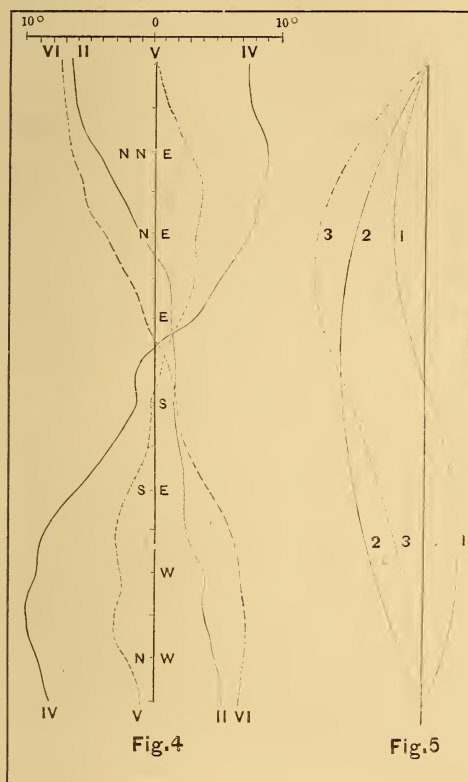 10° 0 10°
VI II V IV
N N E
N E
3 2 1
E
S
S E
2 3 1
W
N W
IV V II VI
Fig.4 Fig.5